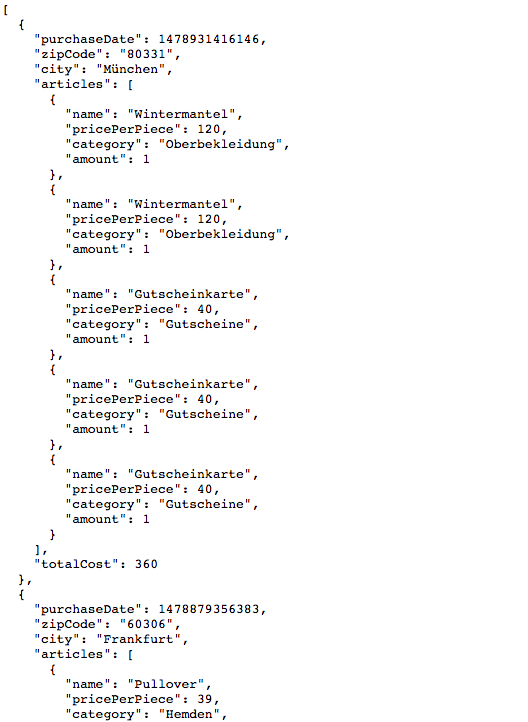 [
  {
    "purchaseDate": 1478931416146,
    "zipCode": "80331",
    "city": "München",
    "articles": [
      {
        "name": "Wintermantel",
        "pricePerPiece": 120,
        "category": "Oberbekleidung",
        "amount": 1
      },
      {
        "name": "Wintermantel",
        "pricePerPiece": 120,
        "category": "Oberbekleidung",
        "amount": 1
      },
      {
        "name": "Gutscheinkarte",
        "pricePerPiece": 40,
        "category": "Gutscheine",
        "amount": 1
      },
      {
        "name": "Gutscheinkarte",
        "pricePerPiece": 40,
        "category": "Gutscheine",
        "amount": 1
      },
      {
        "name": "Gutscheinkarte",
        "pricePerPiece": 40,
        "category": "Gutscheine",
        "amount": 1
      }
    ],
    "totalCost": 360
  },
  {
    "purchaseDate": 1478879356383,
    "zipCode": "60306",
    "city": "Frankfurt",
    "articles": [
      {
        "name": "Pullover",
        "pricePerPiece": 39,
        "category": "Hemden",